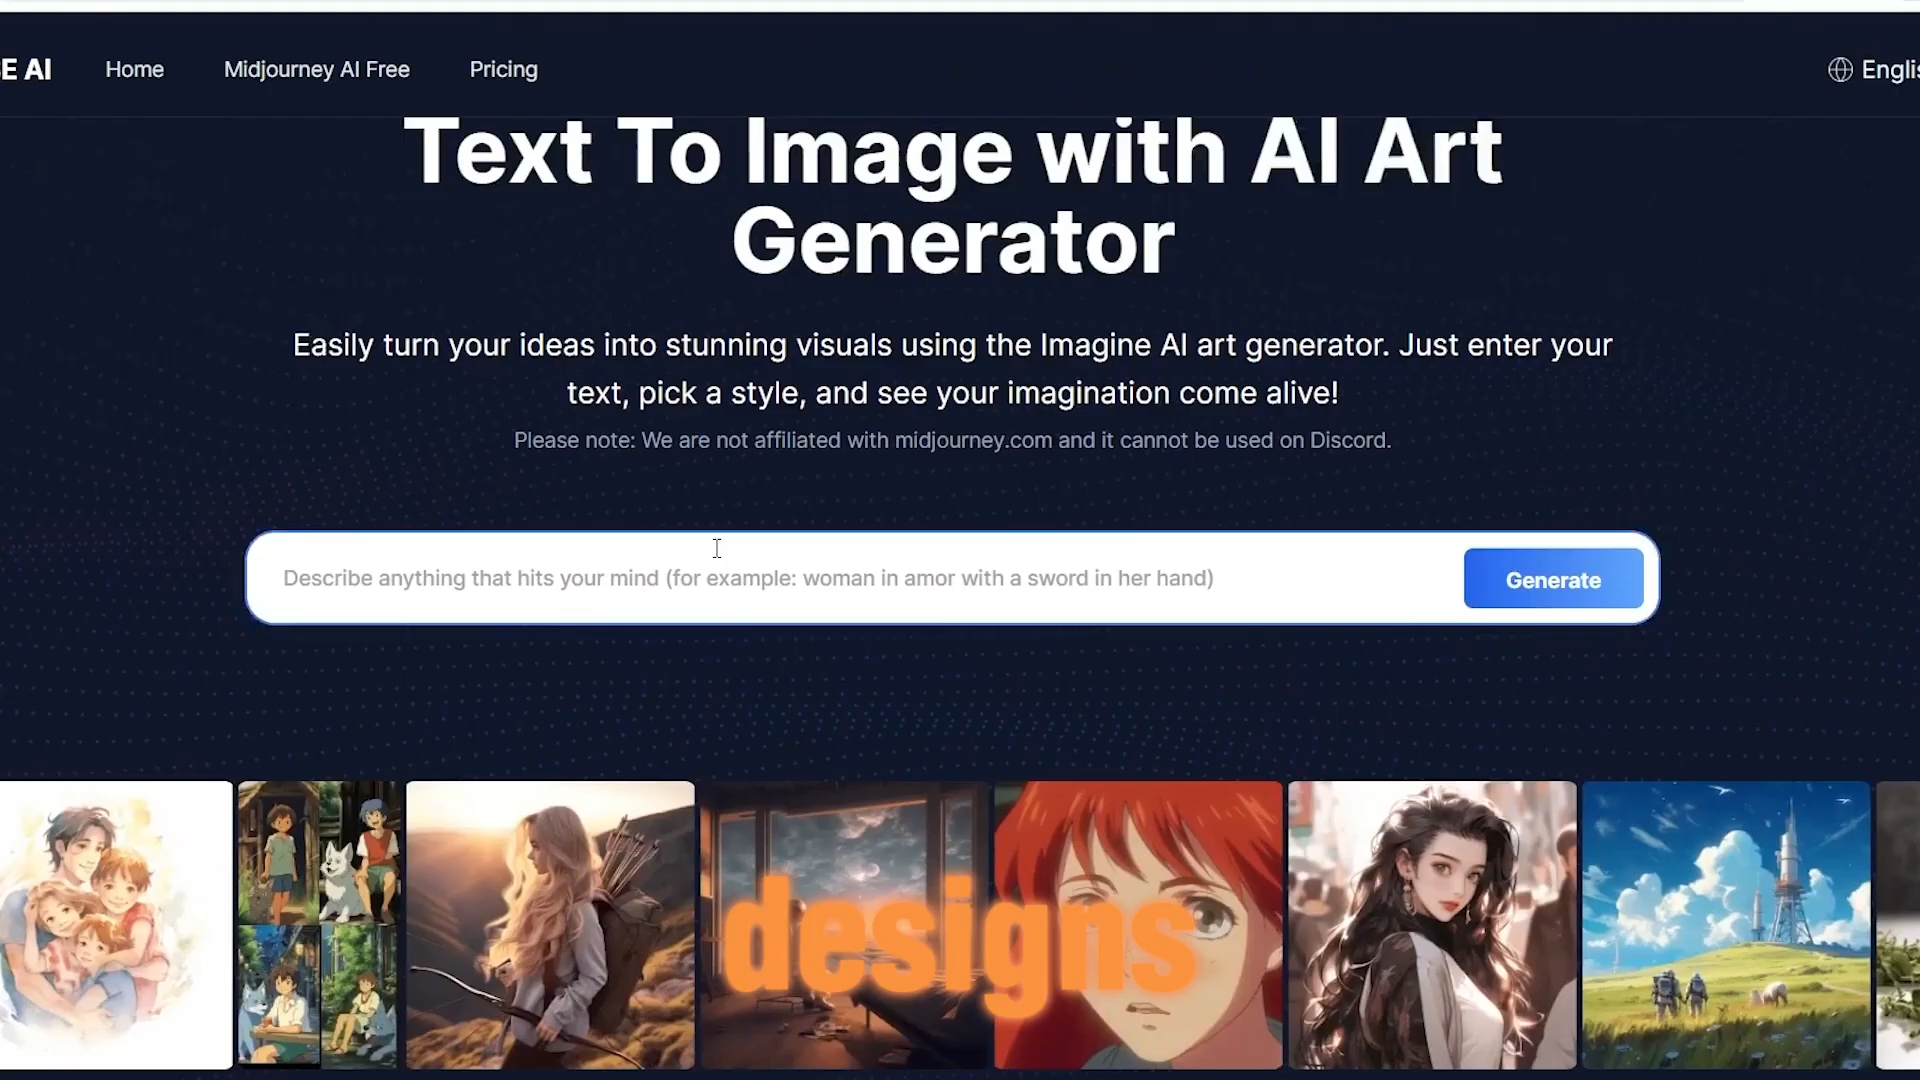 E AI
Home
Midjourney AI Free
Pricing
Englis
Text To Image with AI Art
Generator
Easily turn your ideas into stunning visuals using the Imagine AI art generator. Just enter your
text, pick a style, and see your imagination come alive!
Please note: We are not affiliated with midjourney.com and it cannot be used on Discord.
Describe anything that hits your mind (for example: woman in amor with a sword in her hand)
Generate
designs